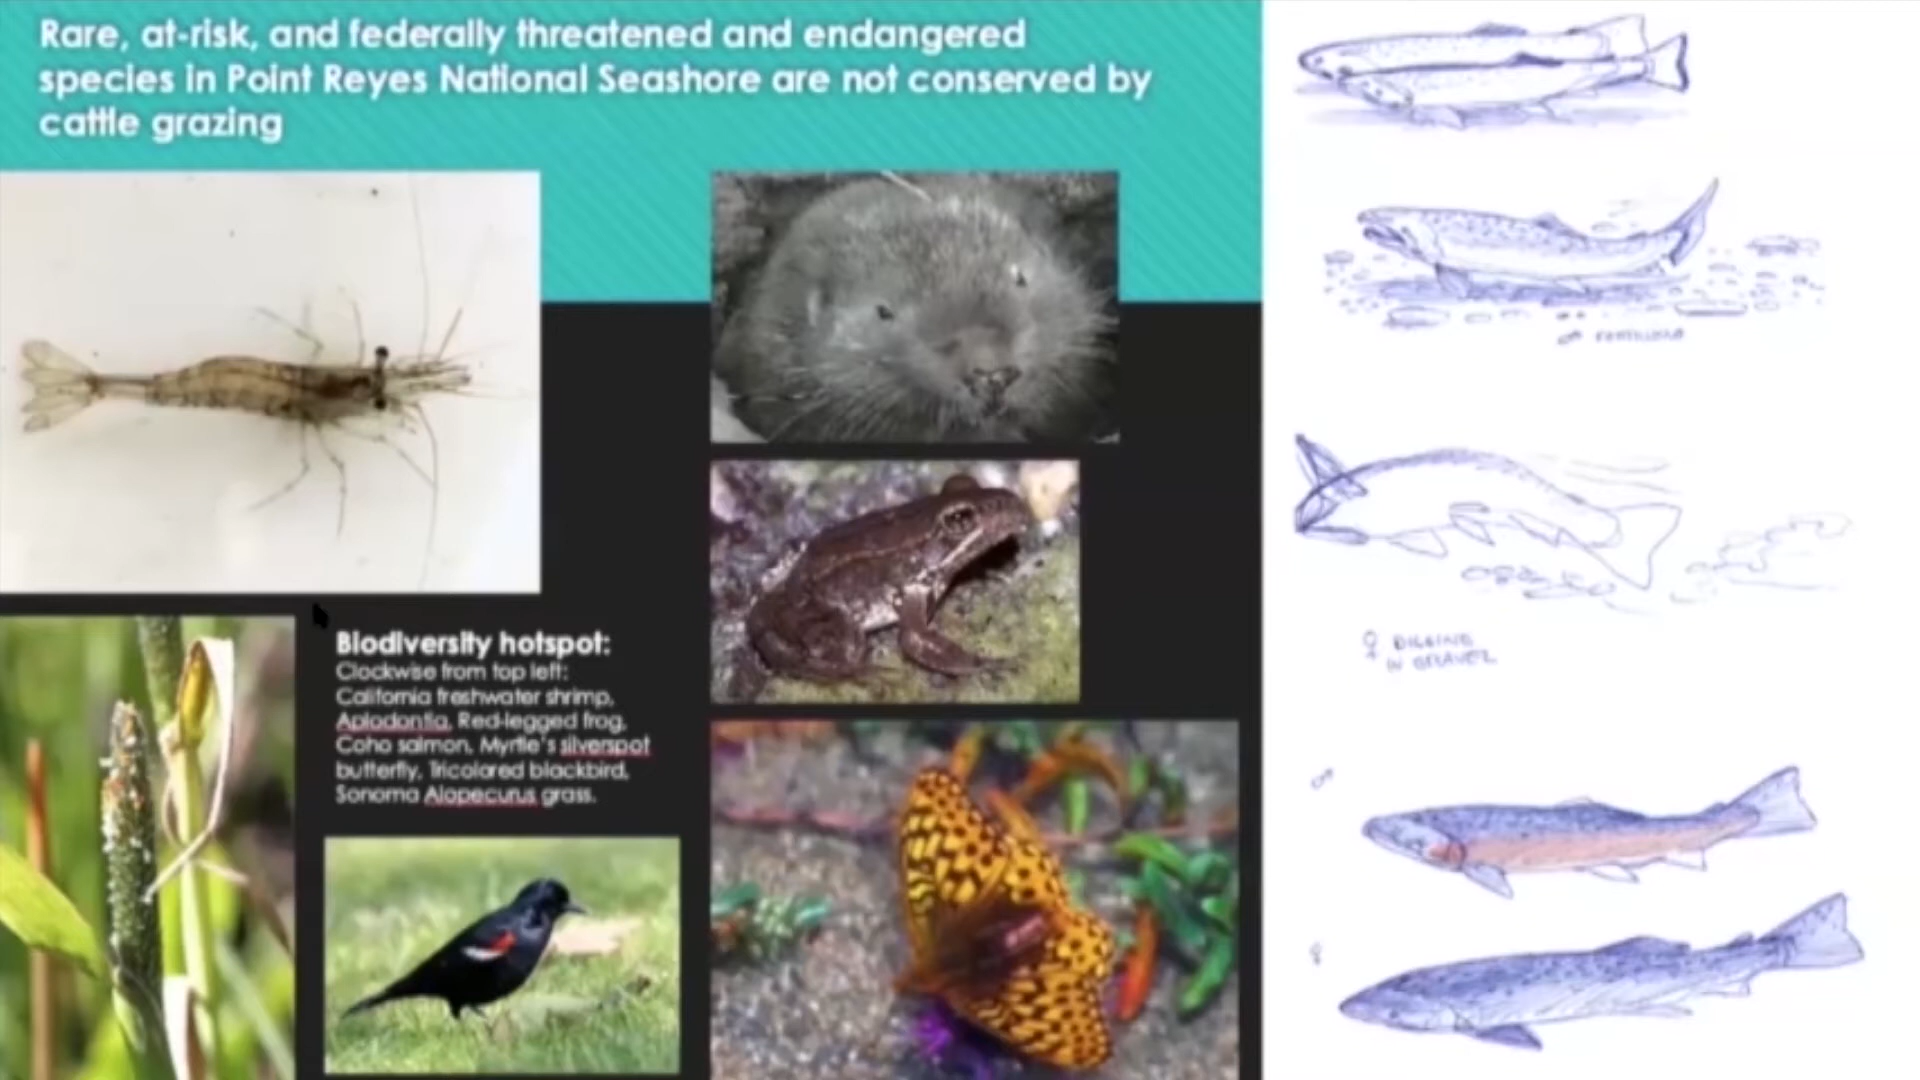 Rare, at-risk, and federally threatened and endangered
species in Point Reyes National Seashore are not conserved by
cattle grazing
Biodiversity hotspot:
Clockwise from top left:
California freshwater shrimp,
Aplodontia, Red-legged frog,
Coho salmon, Myrtle's silverspot
butterfly, Tricolored blackbird,
Sonoma Alopecurus grass.
♀ DIGGING
IN GRAVEL
♂
♀